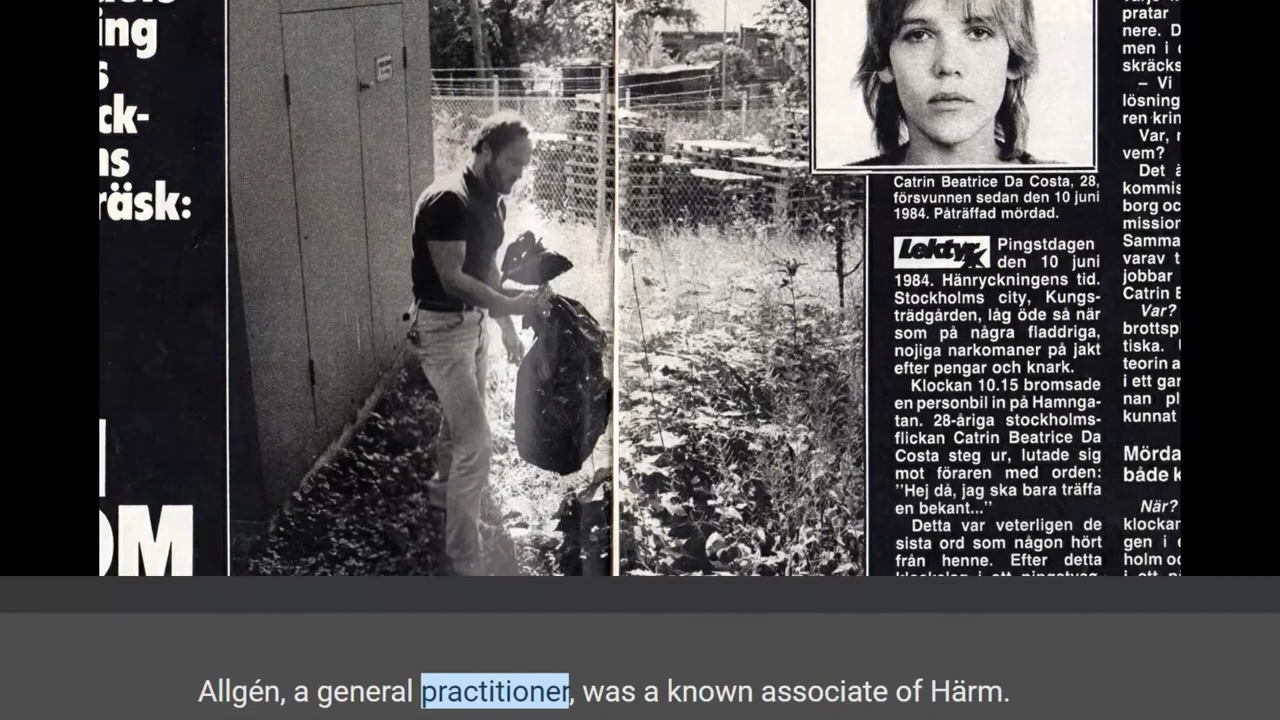 ing
s
ck-
ns
räsk:
OM
Catrin Beatrice Da Costa, 28,
försvunnen sedan den 10 juni
1984. Påträffad mördad.
Lektyr Pingstdagen
den 10 juni
1984. Hänryckningens tid.
Stockholms city, Kungs-
trädgården, låg öde så när
som på några fladdriga,
nojiga narkomaner på jakt
efter pengar och knark.
Klockan 10.15 bromsade
en personbil in på Hamnga-
tan. 28-åriga stockholms-
flickan Catrin Beatrice Da
Costa steg ur, lutade sig
mot föraren med orden:
”Hej då, jag ska bara träffa
en bekant...”
Detta var veterligen de
sista ord som någon hört
från henne. Efter detta
pratar
nere. D
men i
skräcks
– Vi
lösning
ren krin
Var, r
vem?
Det ä
kommis
borg oc
mission
Samma
varav t
jobbar
Catrin
Var?
brottspl
tiska.
teorin a
i ett gar
nan pl
kunnat
Mörda
både k
När?
klockar
gen i
holm oc
Allgén, a general practitioner, was a known associate of Härm.